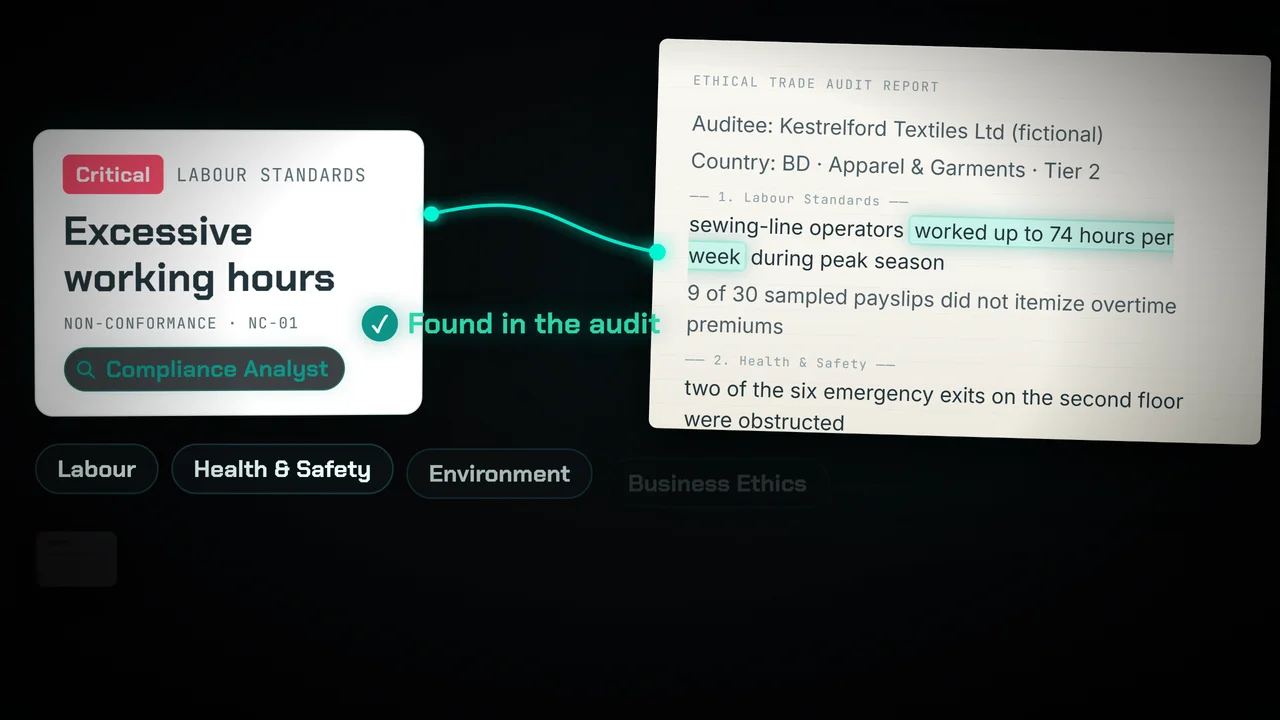 Critical LABOUR STANDARDS
Excessive
working hours
NON-CONFORMANCE · NC-01
Compliance Analyst
✓ Found in the audit
ETHICAL TRADE AUDIT REPORT
Auditee: Kestrelford Textiles Ltd (fictional)
Country: BD · Apparel & Garments · Tier 2
—— 1. Labour Standards ——
sewing-line operators worked up to 74 hours per
week during peak season
9 of 30 sampled payslips did not itemize overtime
premiums
—— 2. Health & Safety ——
two of the six emergency exits on the second floor
were obstructed
Labour
Health & Safety
Environment
Business Ethics